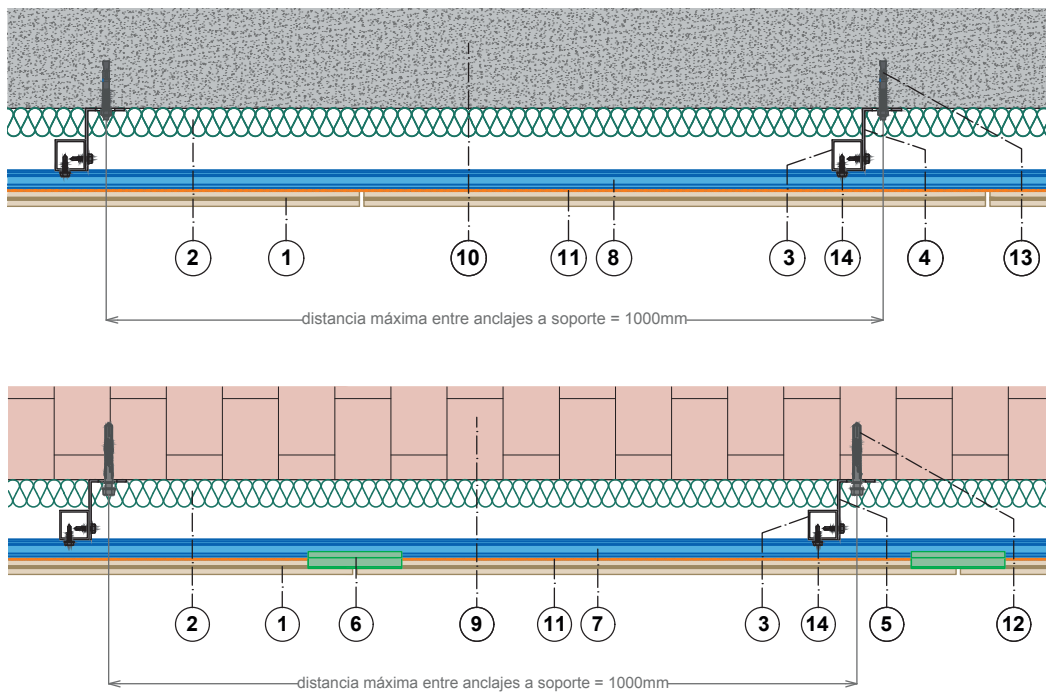 2 1 10 11 8 3 14 4 13
distancia máxima entre anclajes a soporte = 1000mm
2 1 6 9 11 7 3 14 5 12
distancia máxima entre anclajes a soporte = 1000mm